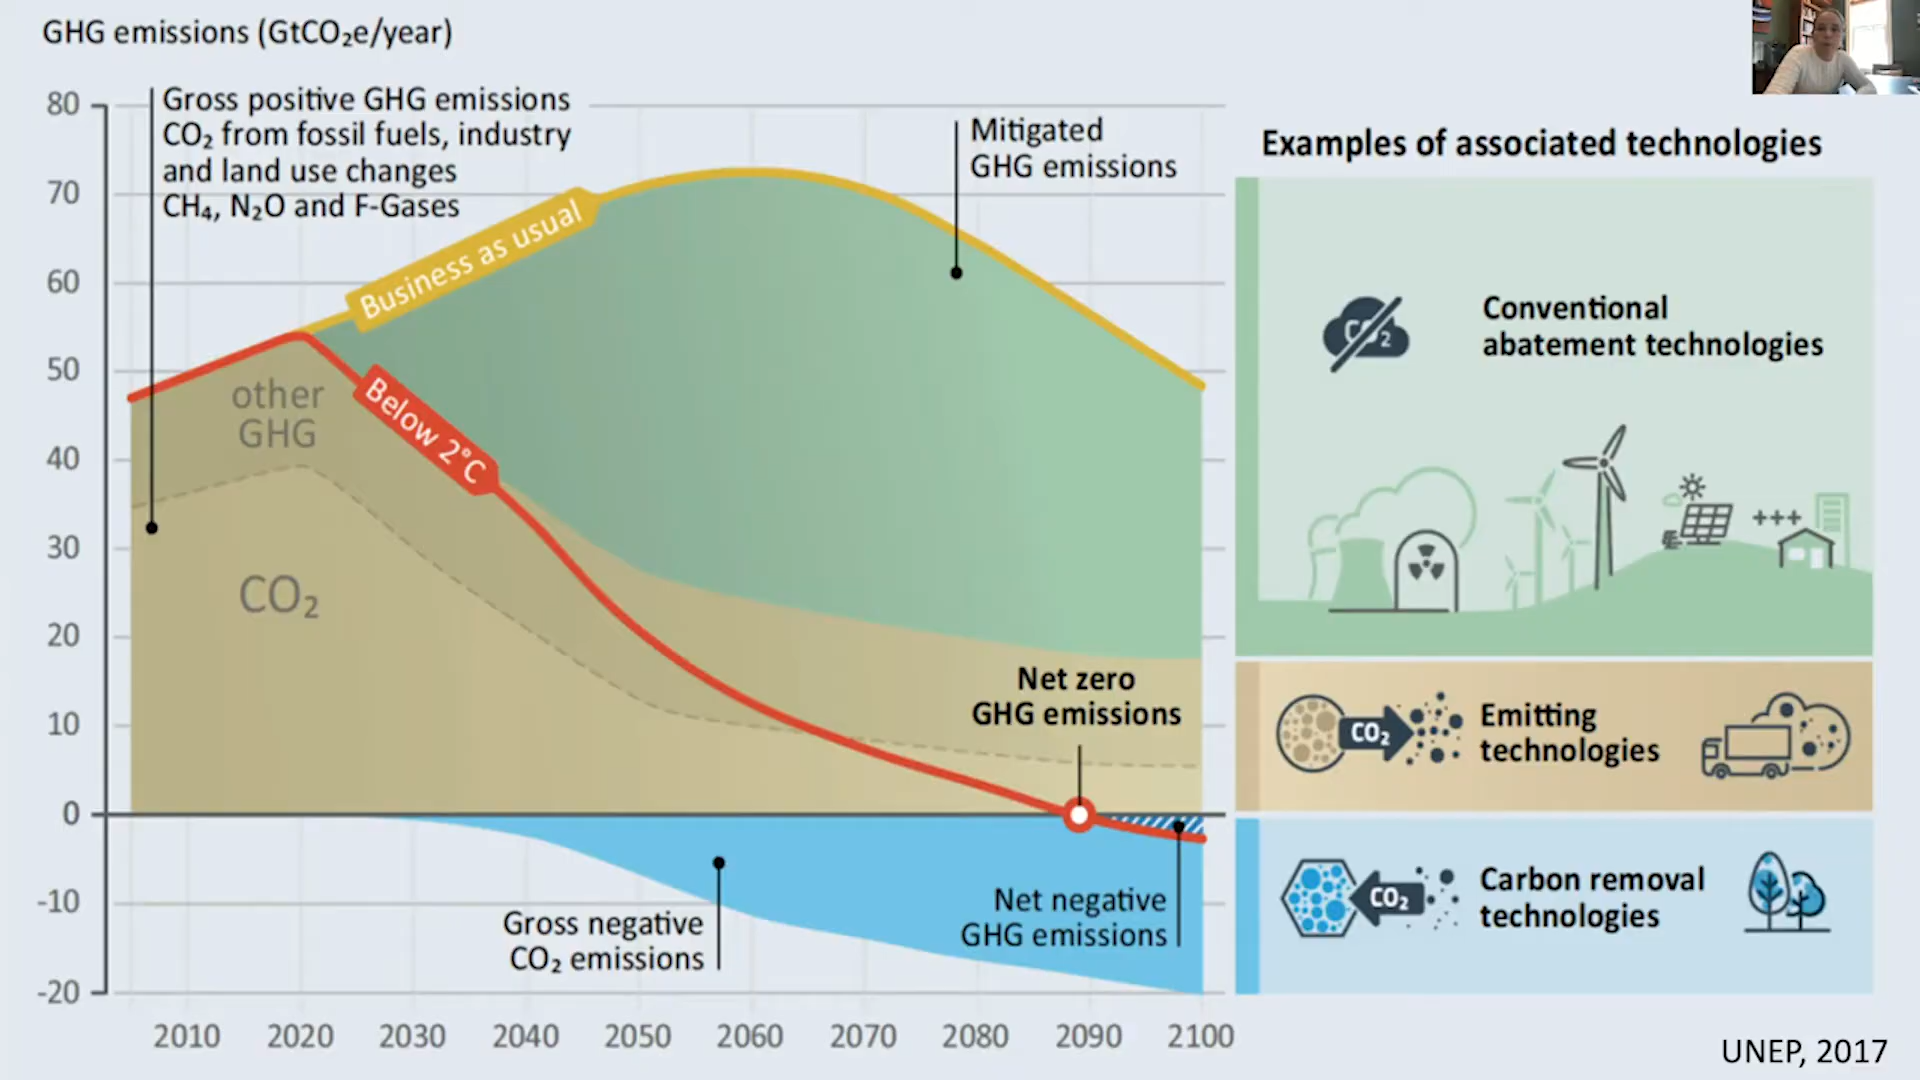 GHG emissions (GtCO₂e/year)
80
70
60
50
40
30
20
10
0
-10
-20
Gross positive GHG emissions
CO₂ from fossil fuels, industry
and land use changes
CH₄, N₂O and F-Gases
Business as usual
Mitigated
GHG emissions
Below 2°C
other
GHG
CO₂
Net zero
GHG emissions
Gross negative
CO₂ emissions
Net negative
GHG emissions
2010 2020 2030 2040 2050 2060 2070 2080 2090 2100
Examples of associated technologies
CO₂
Conventional
abatement technologies
+++
CO₂
Emitting
technologies
CO₂
Carbon removal
technologies
UNEP, 2017